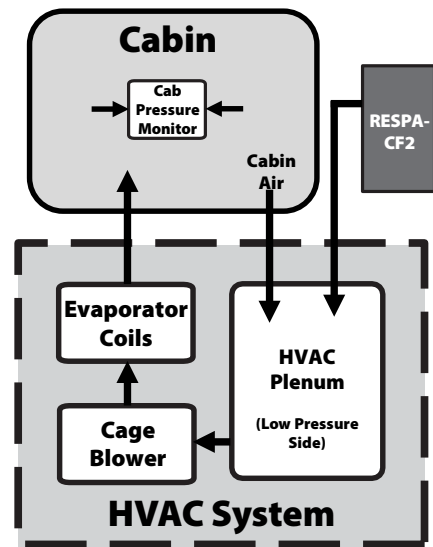 Cabin
Cab
Pressure
Monitor
Cabin
Air
RESPA-
CF2
Evaporator
Coils
HVAC
Plenum
(Low Pressure
Side)
Cage
Blower
HVAC System